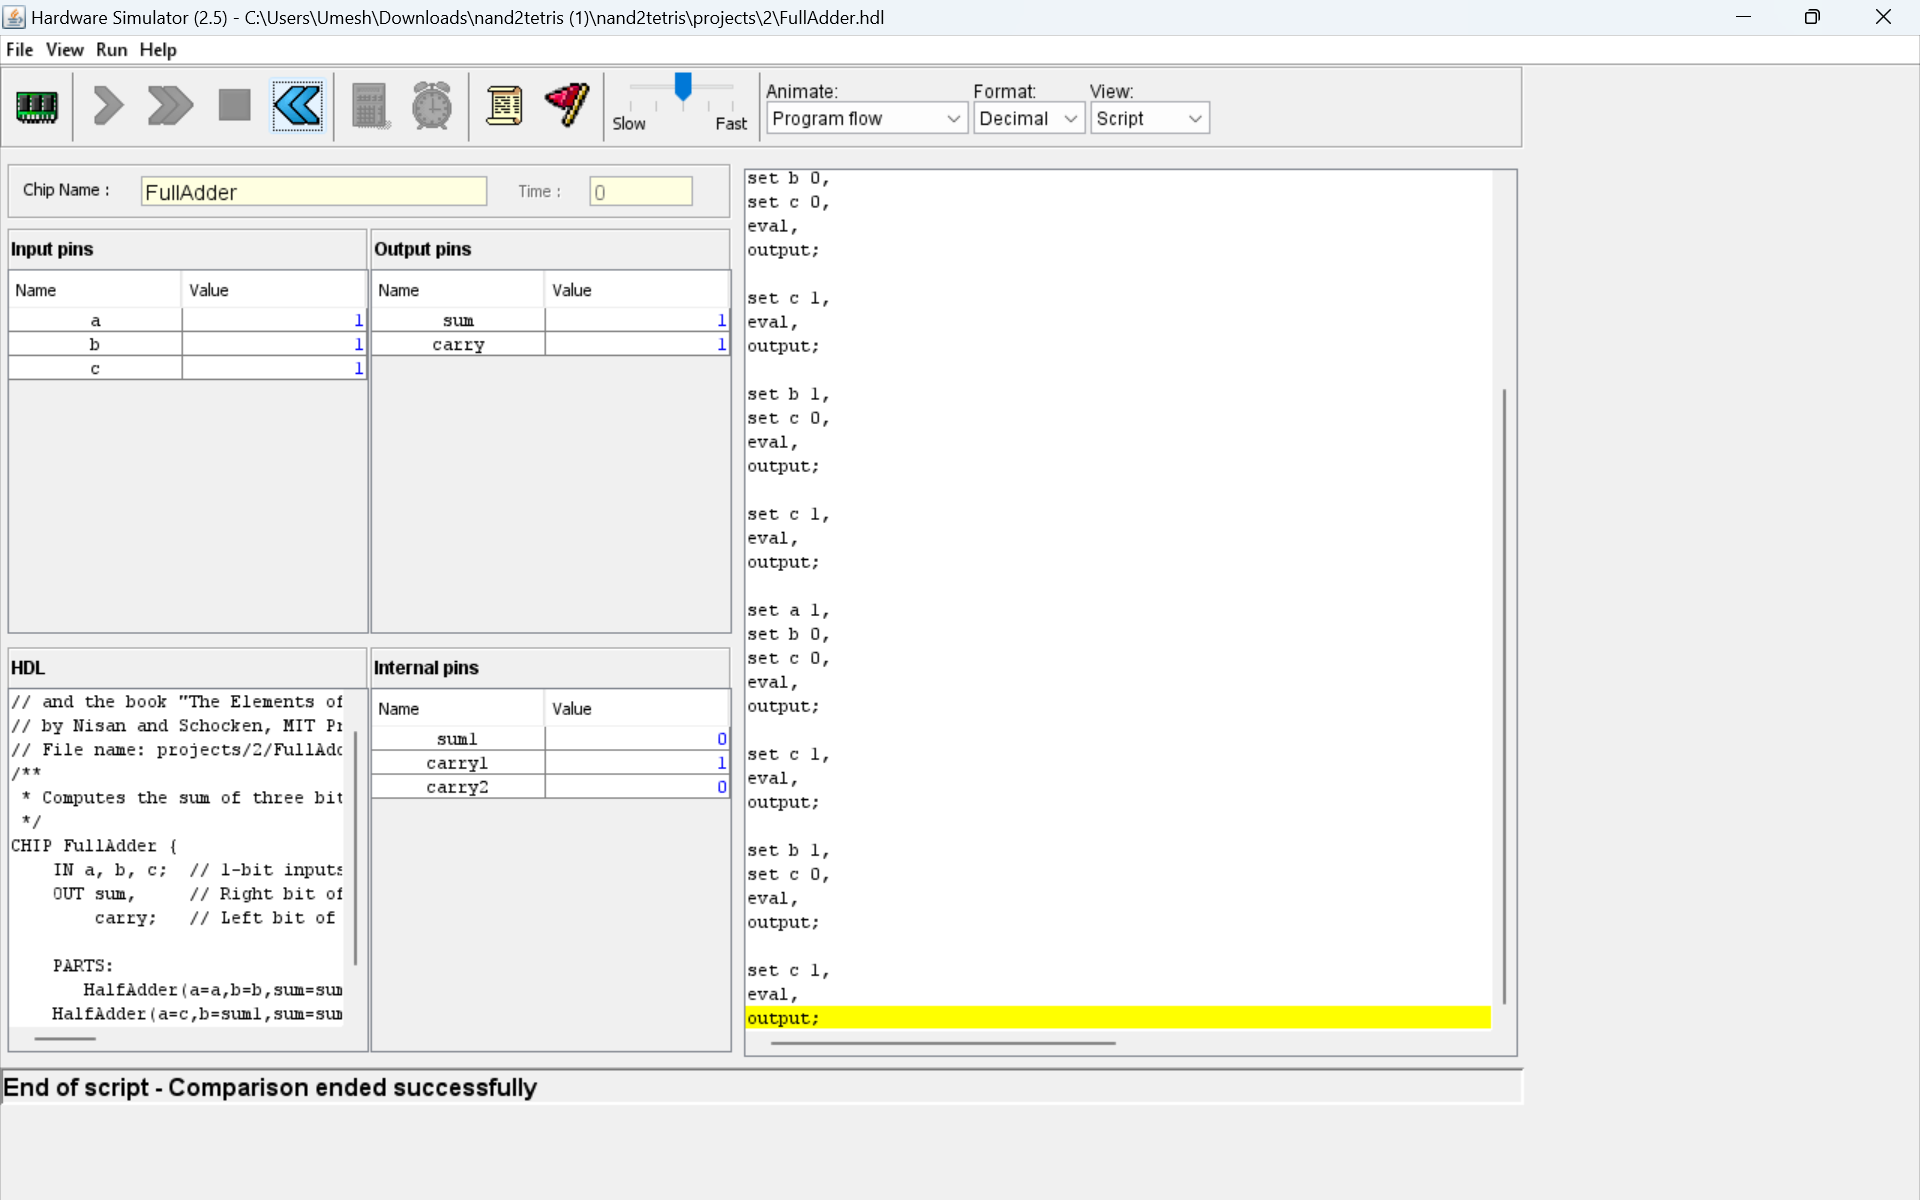 Hardware Simulator (2.5) - C:\Users\Umesh\Downloads\nand2tetris (1)\nand2tetris\projects\2\FullAdder.hdl
File View Run Help
Slow Fast
Animate: Format: View:
Program flow Decimal Script
Chip Name : FullAdder Time : 0
Input pins
Name Value
a 1
b 1
c 1
Output pins
Name Value
sum 1
carry 1
HDL
// and the book "The Elements of
// by Nisan and Schocken, MIT Pr
// File name: projects/2/FullAdd
/**
* Computes the sum of three bit
*/
CHIP FullAdder {
IN a, b, c; // 1-bit inputs
OUT sum, // Right bit of
carry; // Left bit of
PARTS:
HalfAdder(a=a,b=b,sum=sum
HalfAdder(a=c,b=sum1,sum=sum
Internal pins
Name Value
sum1 0
carry1 1
carry2 0
set b 0,
set c 0,
eval,
output;
set c 1,
eval,
output;
set b 1,
set c 0,
eval,
output;
set c 1,
eval,
output;
set a 1,
set b 0,
set c 0,
eval,
output;
set c 1,
eval,
output;
set b 1,
set c 0,
eval,
output;
set c 1,
eval,
output;
End of script - Comparison ended successfully